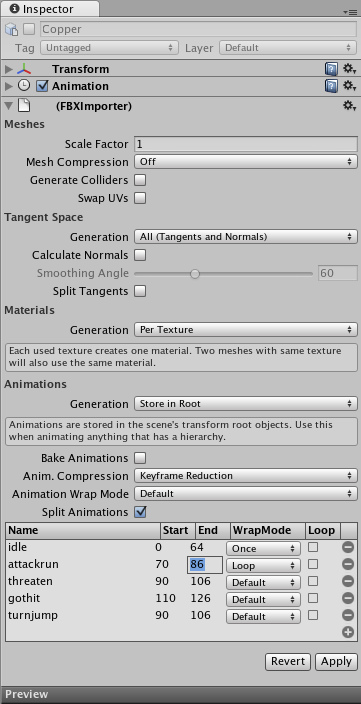 Inspector
Copper
Tag Untagged Layer Default
Transform
Animation
(FBXImporter)
Meshes
Scale Factor 1
Mesh Compression Off
Generate Colliders
Swap UVs
Tangent Space
Generation All (Tangents and Normals)
Calculate Normals
Smoothing Angle 60
Split Tangents
Materials
Generation Per Texture
Each used texture creates one material. Two meshes with same texture
will also use the same material.
Animations
Generation Store in Root
Animations are stored in the scene's transform root objects. Use this
when animating anything that has a hierarchy.
Bake Animations
Anim. Compression Keyframe Reduction
Animation Wrap Mode Default
Split Animations
Name Start End WrapMode Loop
idle 0 64 Once
attackrun 70 86 Loop
threaten 90 106 Default
gothit 110 126 Default
turnjump 90 106 Default
Revert Apply
Preview